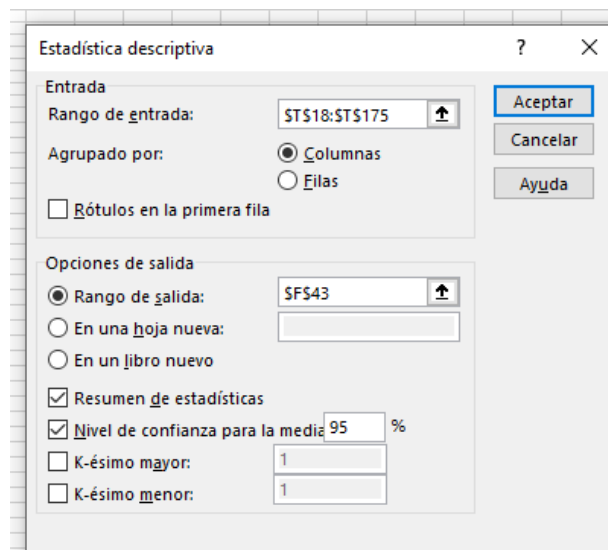 Estadística descriptiva ?
Entrada
Rango de entrada: $T$18:$T$175 Aceptar
Cancelar
Agrupado por: Columnas
Filas Ayuda
Rótulos en la primera fila
Opciones de salida
Rango de salida: $F$43
En una hoja nueva:
En un libro nuevo
Resumen de estadísticas
Nivel de confianza para la media 95 %
K-ésimo mayor: 1
K-ésimo menor: 1